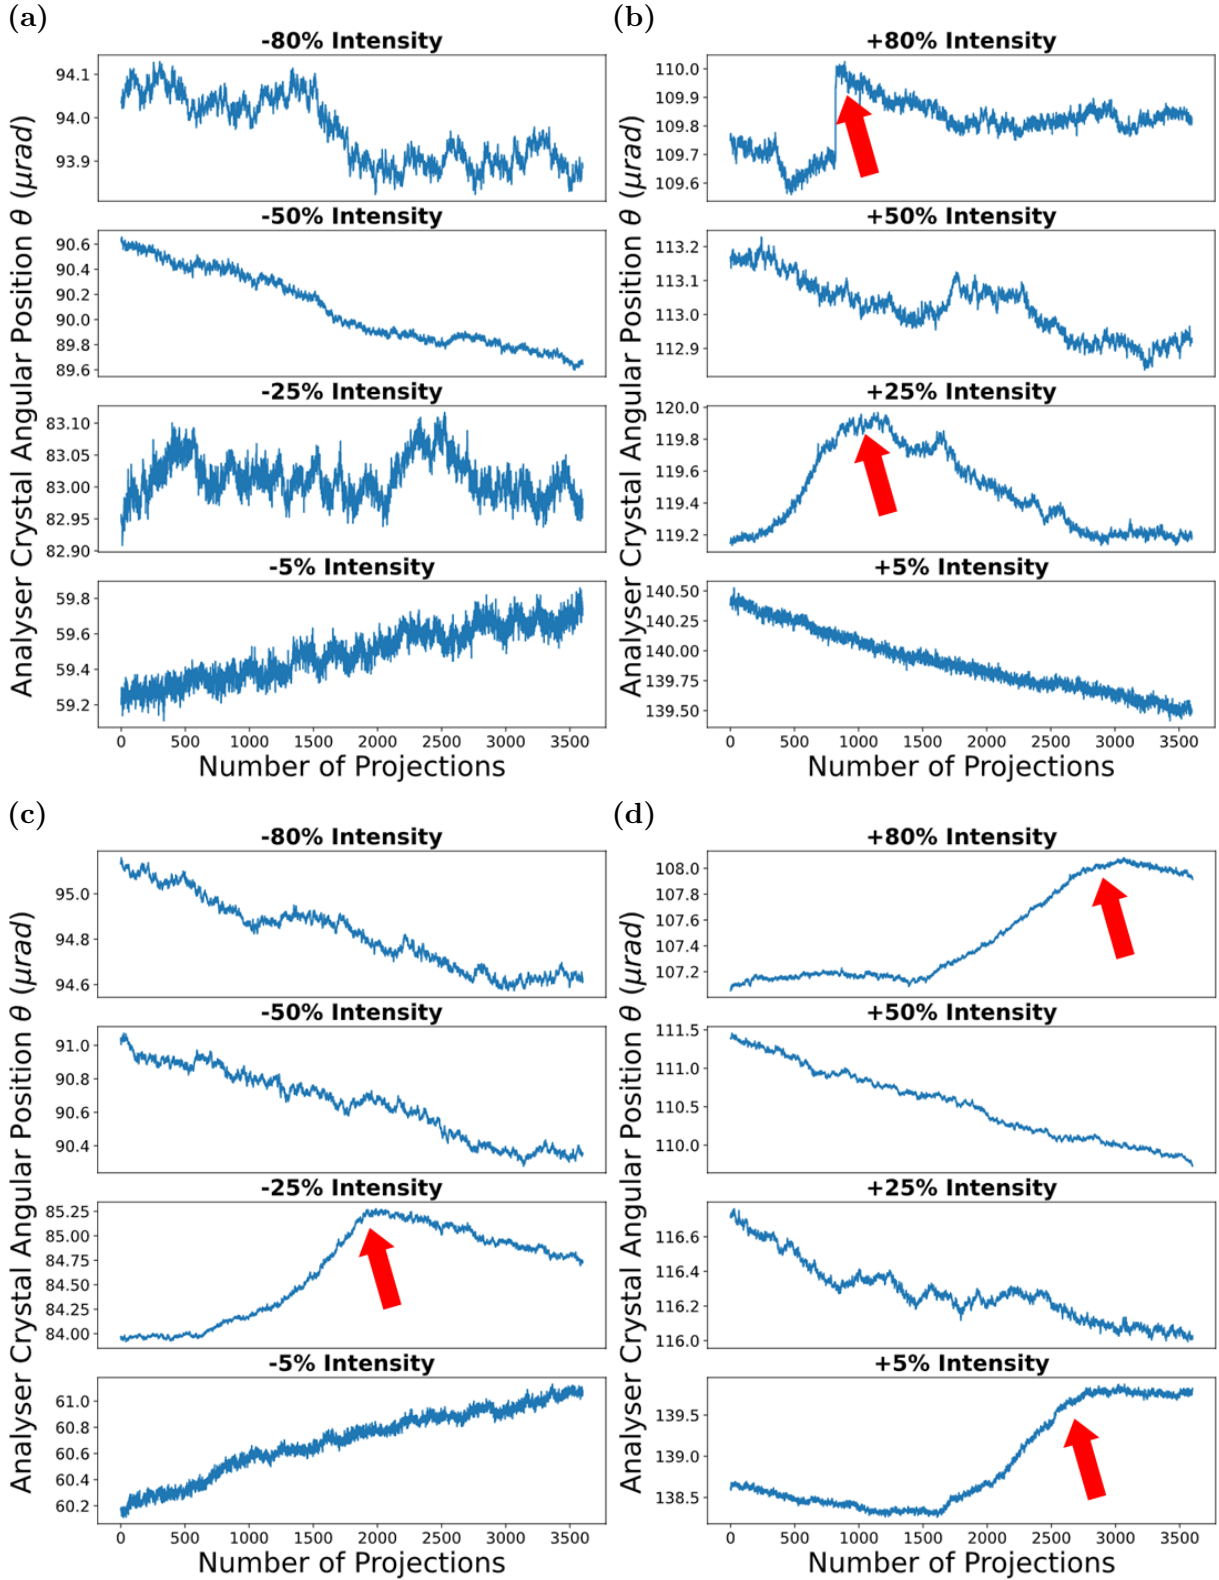 (a)
-80% Intensity
94.1
94.0
93.9
-50% Intensity
90.6
90.4
90.2
90.0
89.8
89.6
-25% Intensity
83.10
83.05
83.00
82.95
82.90
-5% Intensity
59.8
59.6
59.4
59.2
0 500 1000 1500 2000 2500 3000 3500
Number of Projections
Analyser Crystal Angular Position θ (μrad)
(b)
+80% Intensity
110.0
109.9
109.8
109.7
109.6
+50% Intensity
113.2
113.1
113.0
112.9
+25% Intensity
120.0
119.8
119.6
119.4
119.2
+5% Intensity
140.50
140.25
140.00
139.75
139.50
0 500 1000 1500 2000 2500 3000 3500
Number of Projections
Analyser Crystal Angular Position θ (μrad)
(c)
-80% Intensity
95.0
94.8
94.6
-50% Intensity
91.0
90.8
90.6
90.4
-25% Intensity
85.25
85.00
84.75
84.50
84.25
84.00
-5% Intensity
61.0
60.8
60.6
60.4
60.2
0 500 1000 1500 2000 2500 3000 3500
Number of Projections
Analyser Crystal Angular Position θ (μrad)
(d)
+80% Intensity
108.0
107.8
107.6
107.4
107.2
+50% Intensity
111.5
111.0
110.5
110.0
+25% Intensity
116.6
116.4
116.2
116.0
+5% Intensity
139.5
139.0
138.5
0 500 1000 1500 2000 2500 3000 3500
Number of Projections
Analyser Crystal Angular Position θ (μrad)